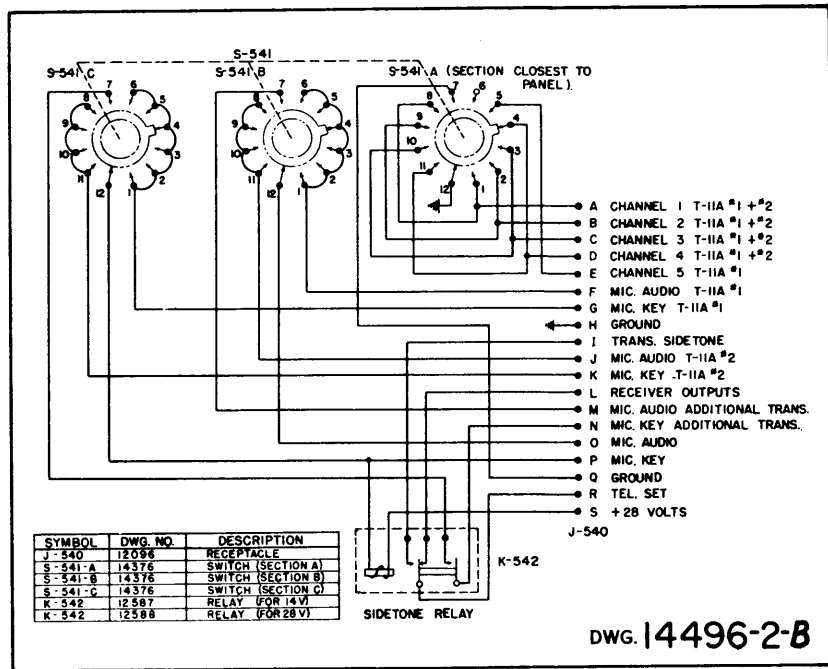 S-541
S-541 C
S-541 B
S-541 A (SECTION CLOSEST TO
PANEL).
7 6 5 4 3 2 1 12 11 10 9 8
7 6 5 4 3 2 1 12 11 10 9 8
7 6 5 4 3 2 1 12 11 10 9 8
A CHANNEL 1 T-11A #1 + #2
B CHANNEL 2 T-11A #1 + #2
C CHANNEL 3 T-11A #1 + #2
D CHANNEL 4 T-11A #1 + #2
E CHANNEL 5 T-11A #1
F MIC. AUDIO T-11A #1
G MIC. KEY T-11A #1
H GROUND
I TRANS. SIDETONE
J MIC. AUDIO T-11A #2
K MIC. KEY T-11A #2
L RECEIVER OUTPUTS
M MIC. AUDIO ADDITIONAL TRANS.
N MIC. KEY ADDITIONAL TRANS.
O MIC. AUDIO
P MIC. KEY
Q GROUND
R TEL. SET
S +28 VOLTS
J-540
K-542
SIDETONE RELAY
SYMBOL DWG. NO. DESCRIPTION
J-540 12096 RECEPTACLE
S-541-A 14376 SWITCH (SECTION A)
S-541-B 14376 SWITCH (SECTION B)
S-541-C 14376 SWITCH (SECTION C)
K-542 12587 RELAY (FOR 14V)
K-542 12588 RELAY (FOR 28V)
DWG. 14496-2-B